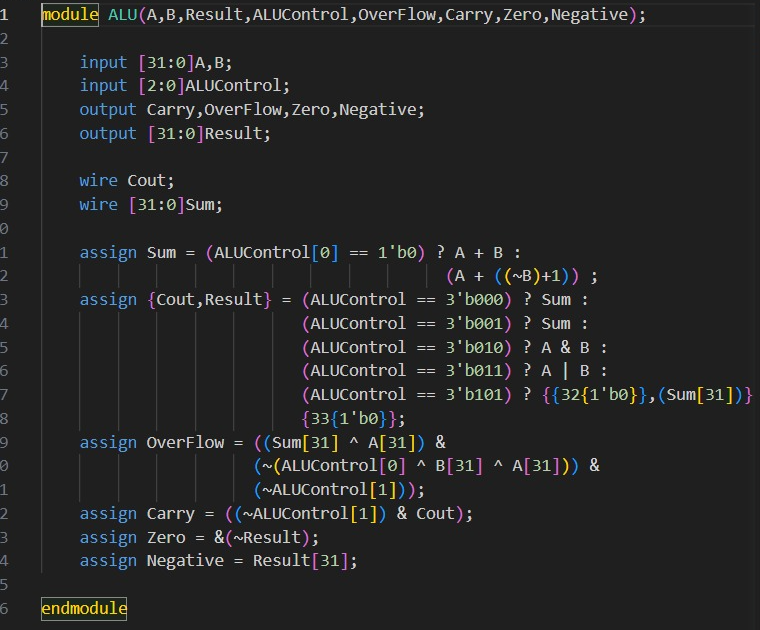 1 module ALU(A,B,Result,ALUControl,OverFlow,Carry,Zero,Negative);
2
3     input [31:0]A,B;
4     input [2:0]ALUControl;
5     output Carry,OverFlow,Zero,Negative;
6     output [31:0]Result;
7
8     wire Cout;
9     wire [31:0]Sum;
0
1     assign Sum = (ALUControl[0] == 1'b0) ? A + B :
2                                           (A + ((~B)+1)) ;
3     assign {Cout,Result} = (ALUControl == 3'b000) ? Sum :
4                            (ALUControl == 3'b001) ? Sum :
5                            (ALUControl == 3'b010) ? A & B :
6                            (ALUControl == 3'b011) ? A | B :
7                            (ALUControl == 3'b101) ? {{32{1'b0}},(Sum[31])}
8                            {33{1'b0}};
9     assign OverFlow = ((Sum[31] ^ A[31]) &
0                       (~(ALUControl[0] ^ B[31] ^ A[31])) &
1                       (~ALUControl[1]));
2     assign Carry = ((~ALUControl[1]) & Cout);
3     assign Zero = &(~Result);
4     assign Negative = Result[31];
5
6 endmodule